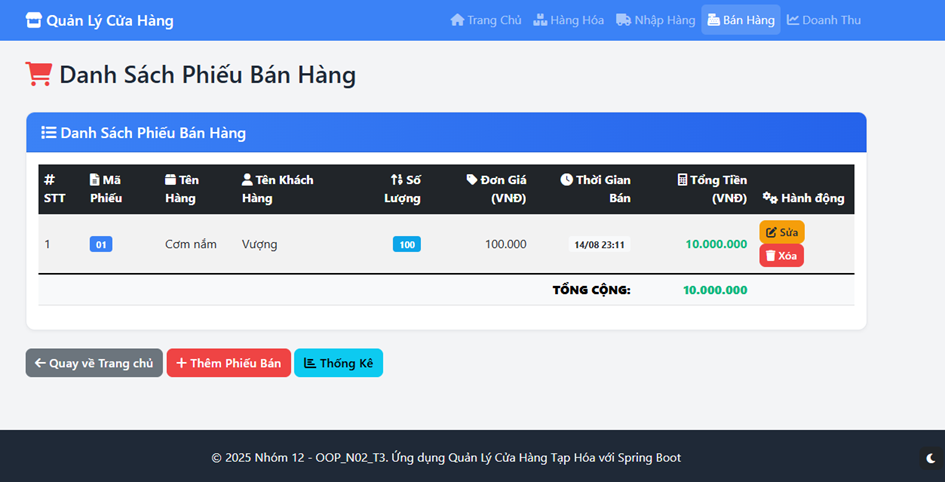 Quản Lý Cửa Hàng Trang Chủ Hàng Hóa Nhập Hàng Bán Hàng Doanh Thu
Danh Sách Phiếu Bán Hàng
Danh Sách Phiếu Bán Hàng
# Mã Tên Tên Khách Số Đơn Giá Thời Gian Tổng Tiền
STT Phiếu Hàng Hàng Lượng (VNĐ) Bán (VNĐ) Hành động
1 01 Cơm nắm Vượng 100 100.000 14/08 23:11 10.000.000 Sửa
Xóa
TỔNG CỘNG: 10.000.000
Quay về Trang chủ Thêm Phiếu Bán Thống Kê
© 2025 Nhóm 12 - OOP_N02_T3. Ứng dụng Quản Lý Cửa Hàng Tạp Hóa với Spring Boot